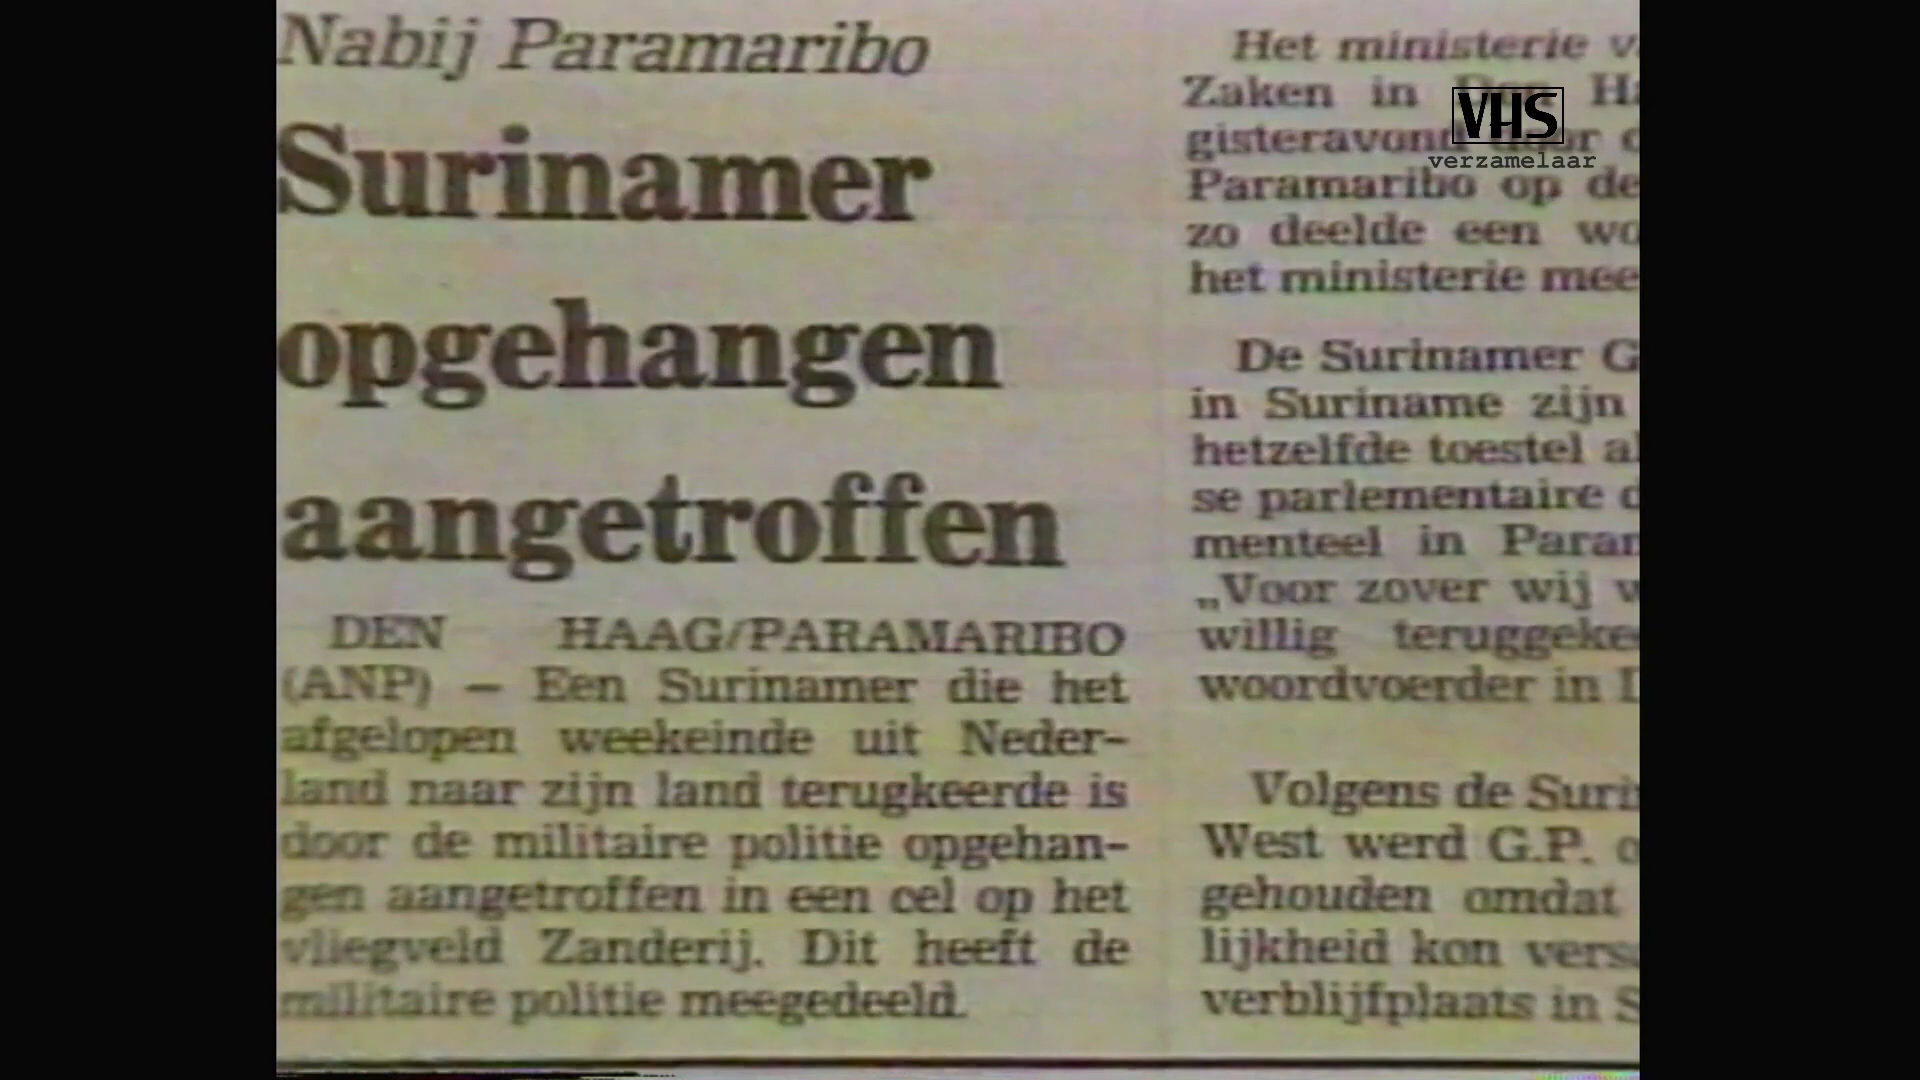 Nabij Paramaribo
Surinamer
opgehangen
aangetroffen
DEN HAAG/PARAMARIBO
(ANP) – Een Surinamer die het
afgelopen weekeinde uit Neder-
land naar zijn land terugkeerde is
door de militaire politie opgehan-
gen aangetroffen in een cel op het
vliegveld Zanderij. Dit heeft de
militaire politie meegedeeld.
Het ministerie
Zaken in Den
gisteravond door
Paramaribo op de
zo deelde een
het ministerie mee
De Surinamer G
in Suriname zijn
hetzelfde toestel
se parlementaire
menteel in
„Voor zover wij
willig
woordvoerder in
Volgens de
West werd G.P.
gehouden omdat
lijkheid kon
verblijfplaats in S
VHS
verzamelaar